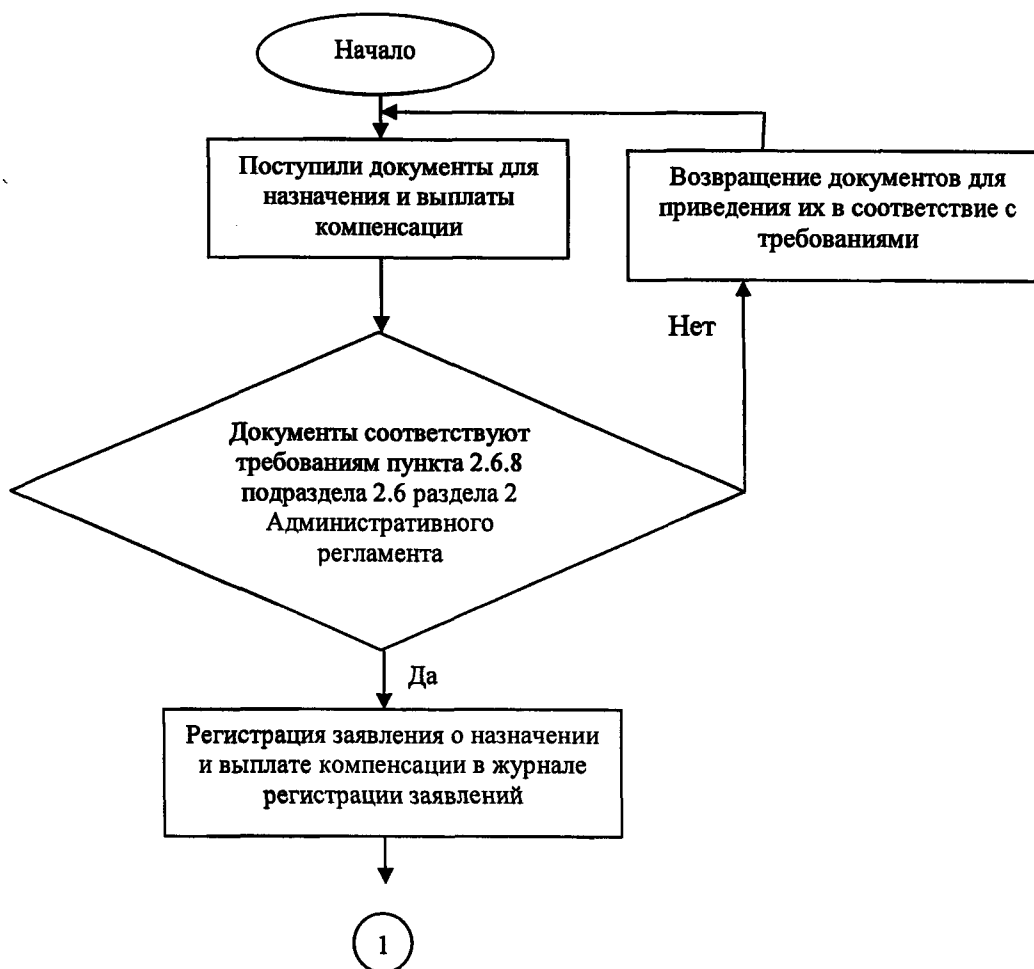 Начало
Поступили документы для
назначения и выплаты
компенсации
Возвращение документов для
приведения их в соответствие с
требованиями
Нет
Документы соответствуют
требованиям пункта 2.6.8
подраздела 2.6 раздела 2
Административного
регламента
Да
Регистрация заявления о назначении
и выплате компенсации в журнале
регистрации заявлений
1